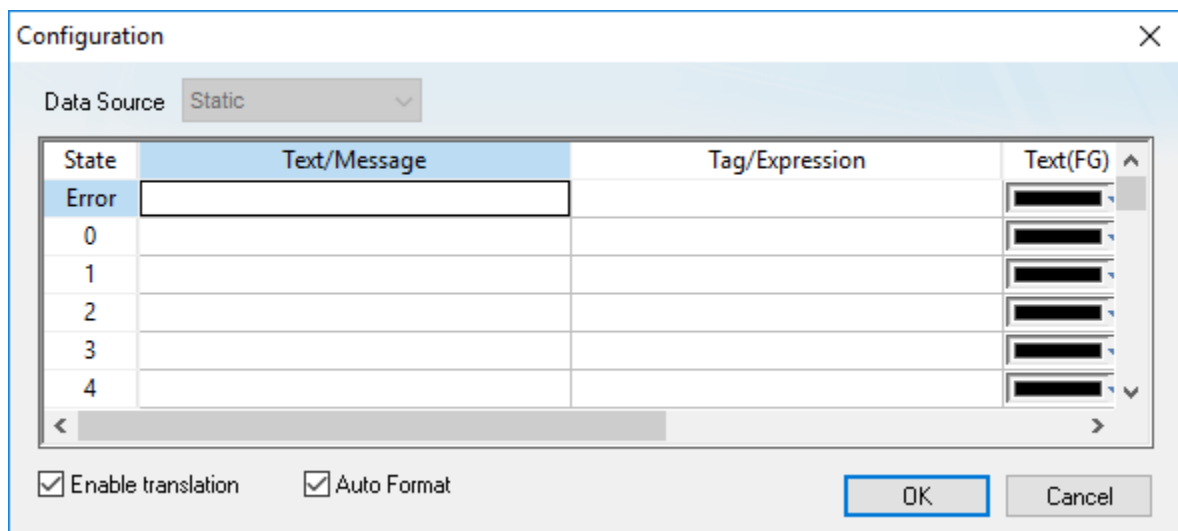 Configuration
Data Source Static
State Text/Message Tag/Expression Text(FG)
Error
0
1
2
3
4
Enable translation Auto Format OK Cancel